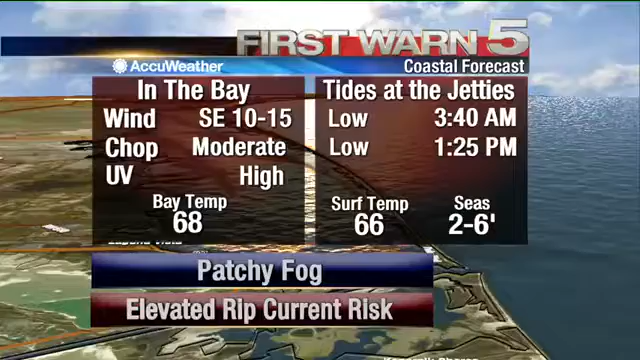 FIRST WARN 5
AccuWeather
Coastal Forecast
In The Bay
Wind SE 10-15
Chop Moderate
UV High
Bay Temp
68
Tides at the Jetties
Low 3:40 AM
Low 1:25 PM
Surf Temp Seas
66 2-6'
Patchy Fog
Elevated Rip Current Risk